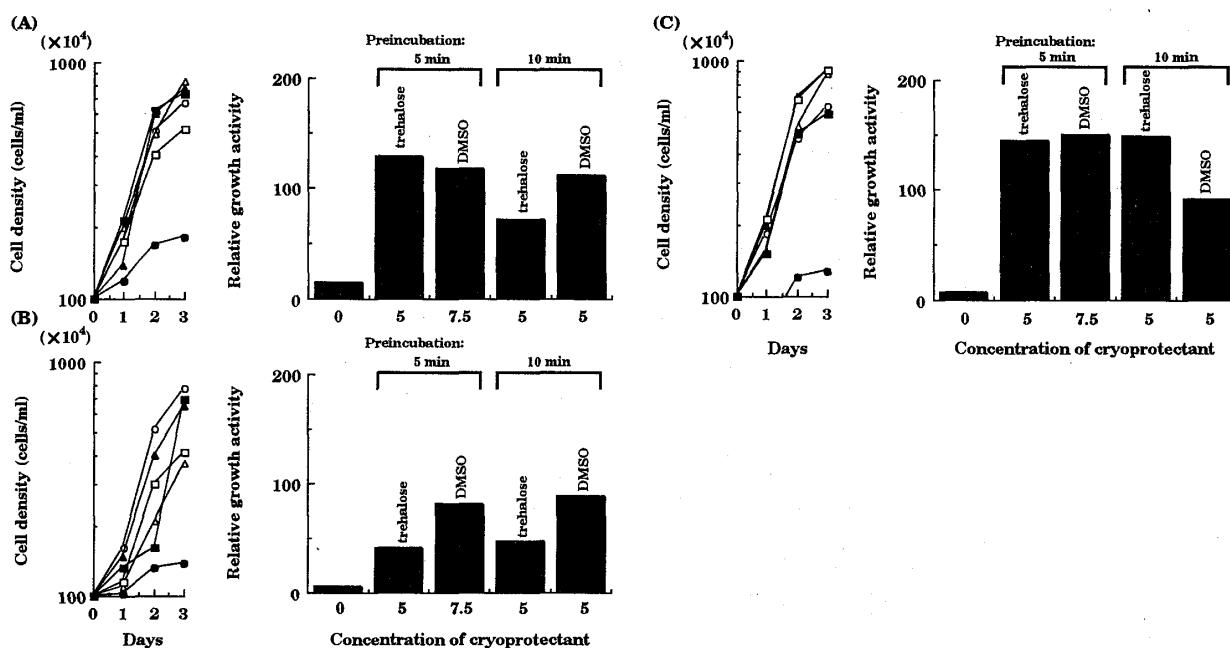 (A)
(×10⁴)
1000
100
0 1 2 3
Cell density (cells/ml)
Preincubation:
5 min
10 min
200
100
0
Relative growth activity
trehalose
DMSO
trehalose
DMSO
0 5 7.5 5 5
(B)
(×10⁴)
1000
100
0 1 2 3
Cell density (cells/ml)
Days
Preincubation:
5 min
10 min
200
100
0
Relative growth activity
trehalose
DMSO
trehalose
DMSO
0 5 7.5 5 5
Concentration of cryoprotectant
(C)
(×10⁴)
1000
100
0 1 2 3
Cell density (cells/ml)
Days
Preincubation:
5 min
10 min
200
100
0
Relative growth activity
trehalose
DMSO
trehalose
DMSO
0 5 7.5 5 5
Concentration of cryoprotectant